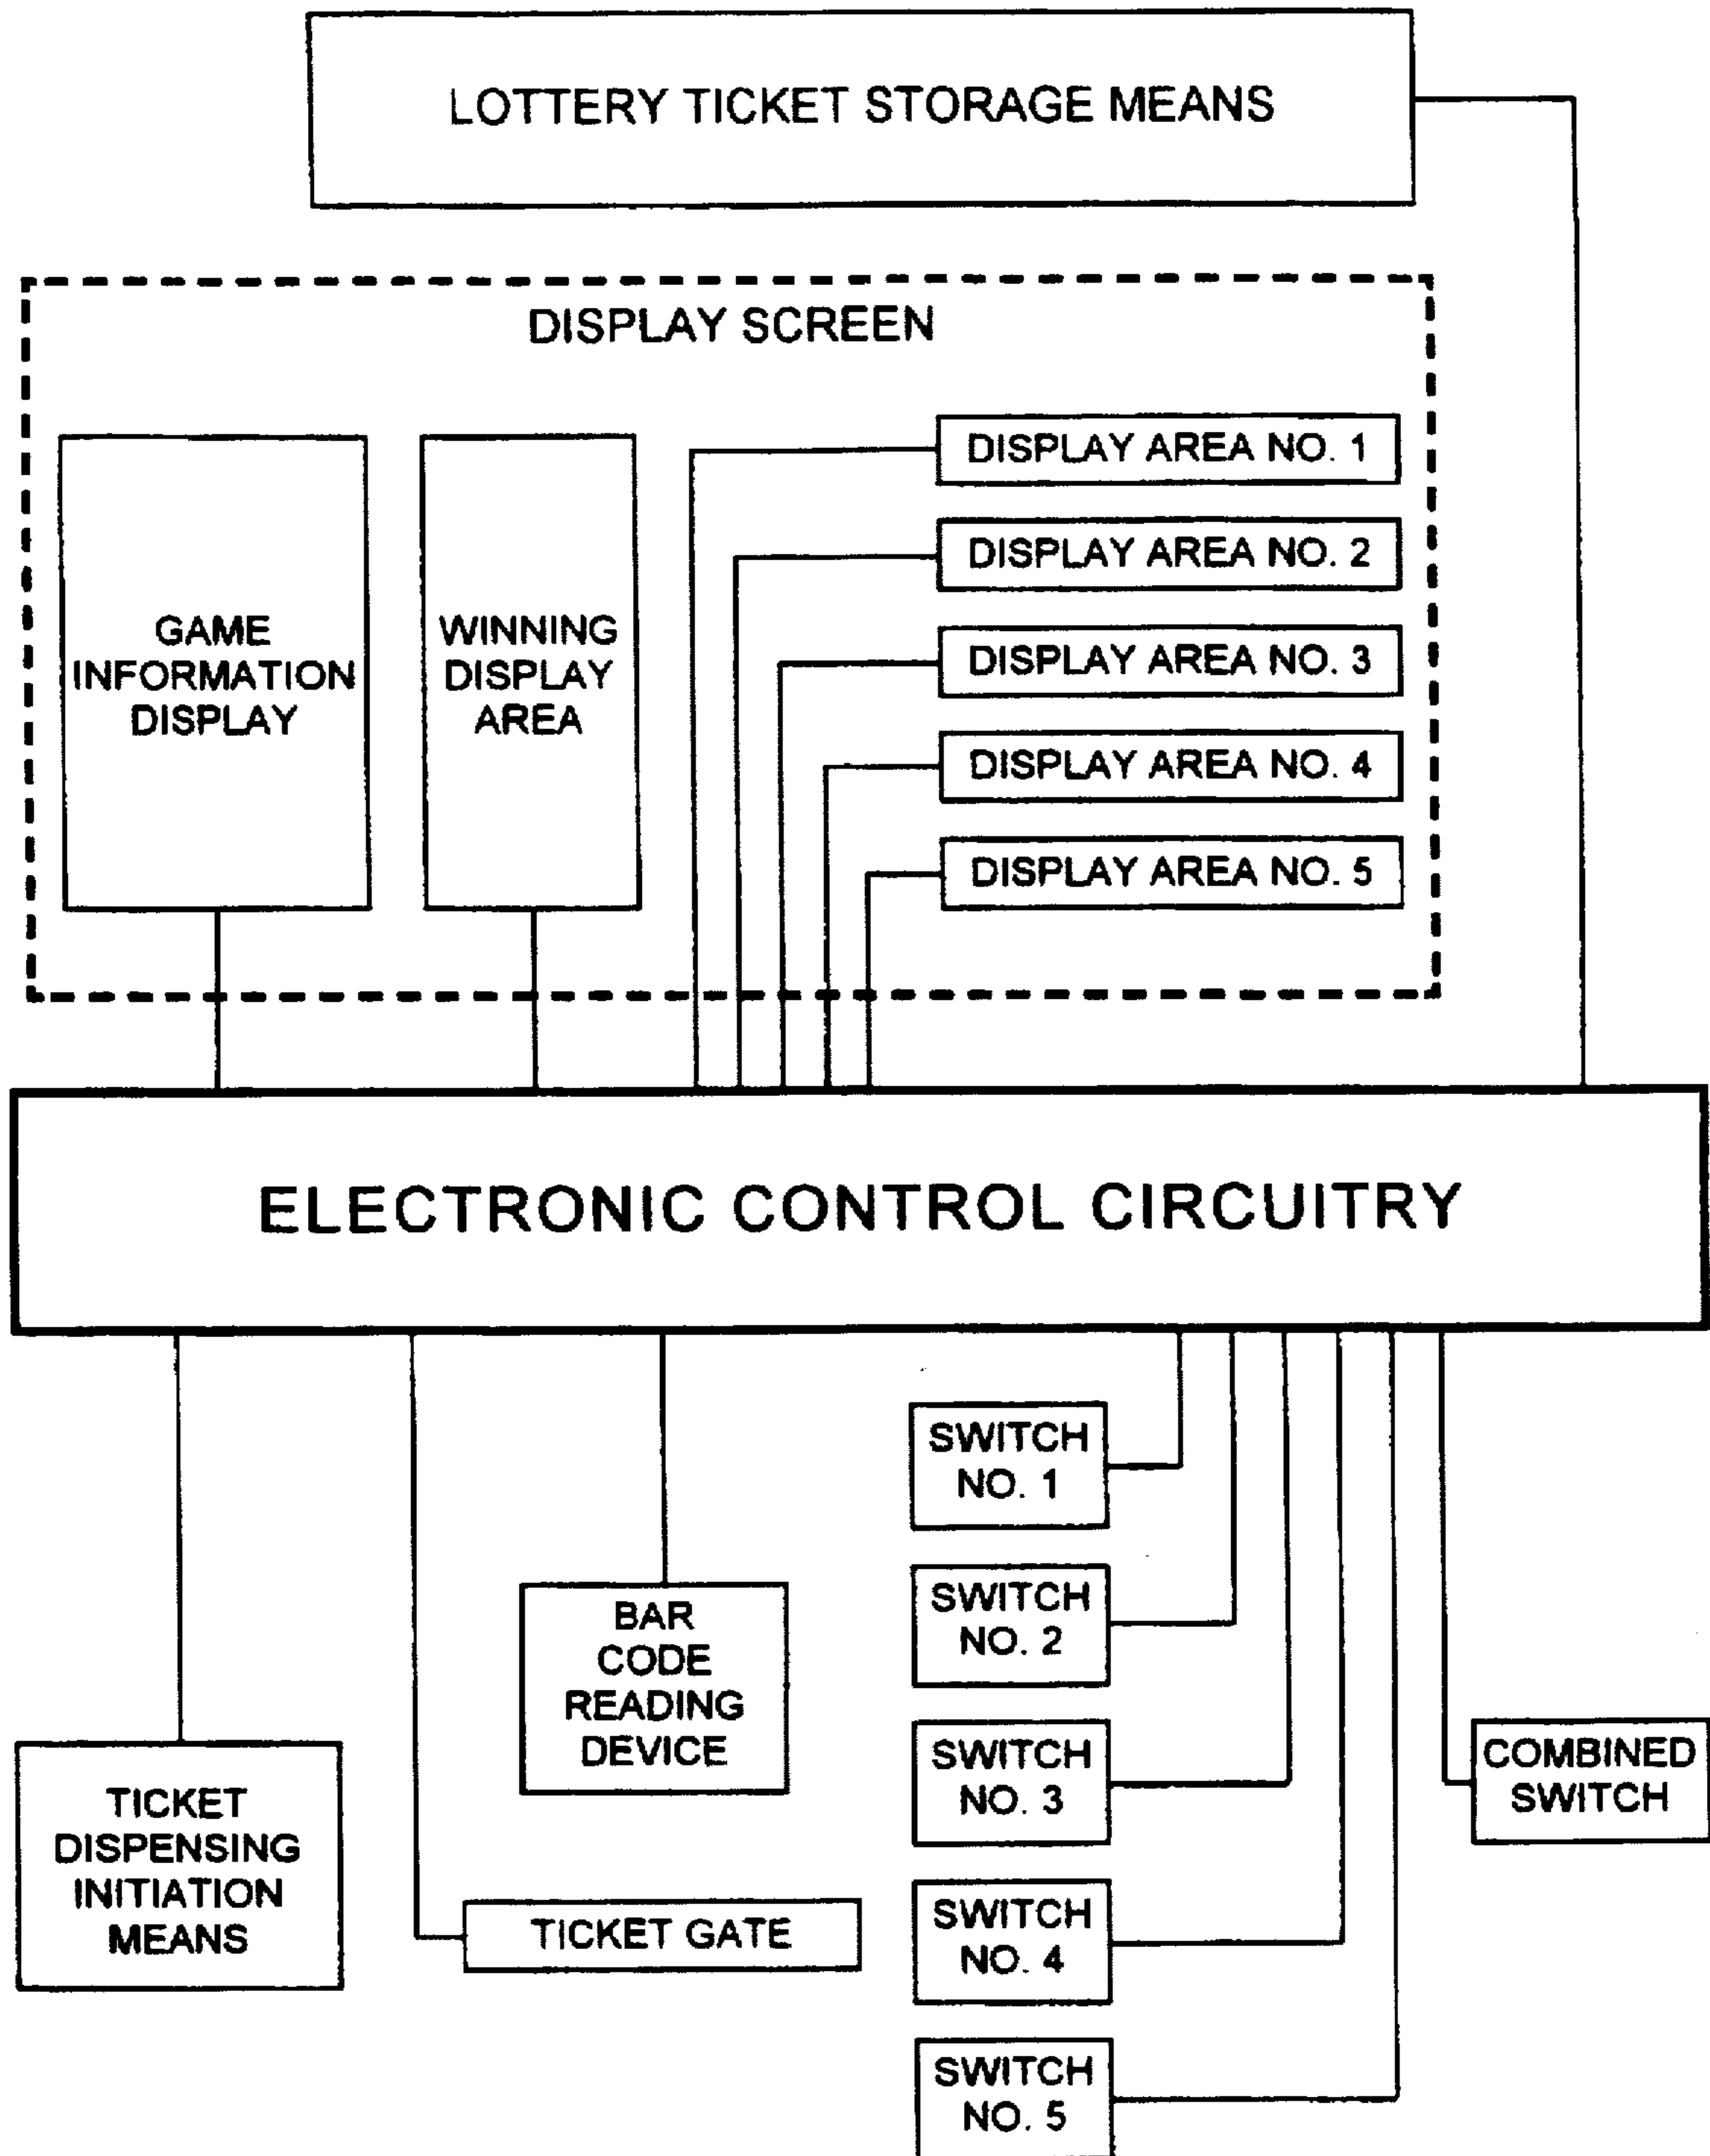 LOTTERY TICKET STORAGE MEANS
DISPLAY SCREEN
GAME
INFORMATION
DISPLAY
WINNING
DISPLAY
AREA
DISPLAY AREA NO. 1
DISPLAY AREA NO. 2
DISPLAY AREA NO. 3
DISPLAY AREA NO. 4
DISPLAY AREA NO. 5
ELECTRONIC CONTROL CIRCUITRY
TICKET
DISPENSING
INITIATION
MEANS
TICKET GATE
BAR
CODE
READING
DEVICE
SWITCH
NO. 1
SWITCH
NO. 2
SWITCH
NO. 3
SWITCH
NO. 4
SWITCH
NO. 5
COMBINED
SWITCH